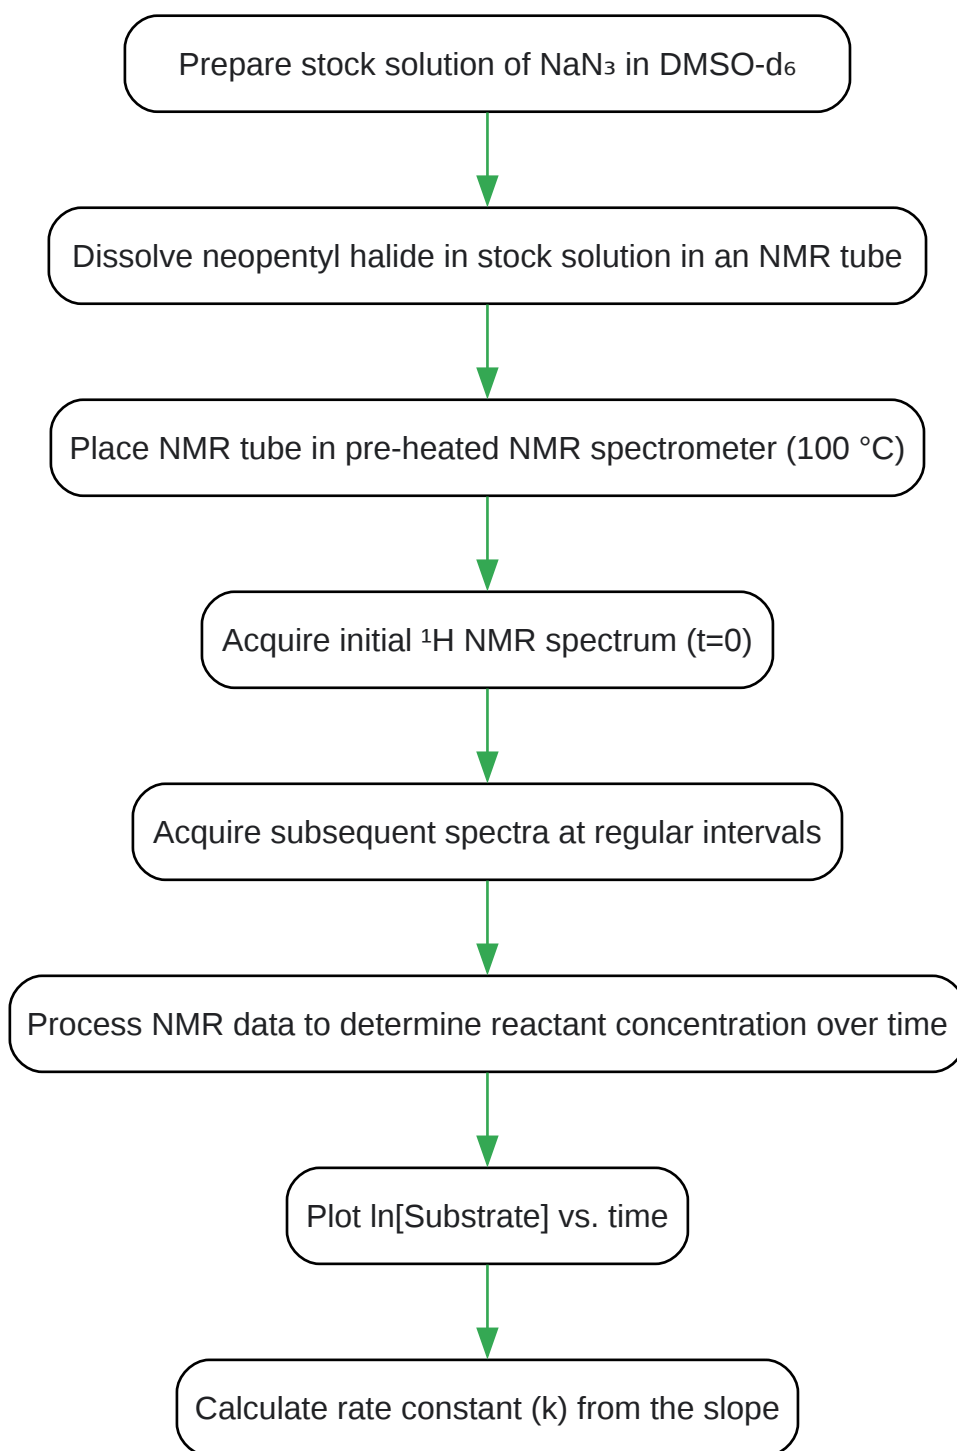 Prepare stock solution of NaN₃ in DMSO-d₆
Dissolve neopentyl halide in stock solution in an NMR tube
Place NMR tube in pre-heated NMR spectrometer (100 °C)
Acquire initial ¹H NMR spectrum (t=0)
Acquire subsequent spectra at regular intervals
Process NMR data to determine reactant concentration over time
Plot ln[Substrate] vs. time
Calculate rate constant (k) from the slope